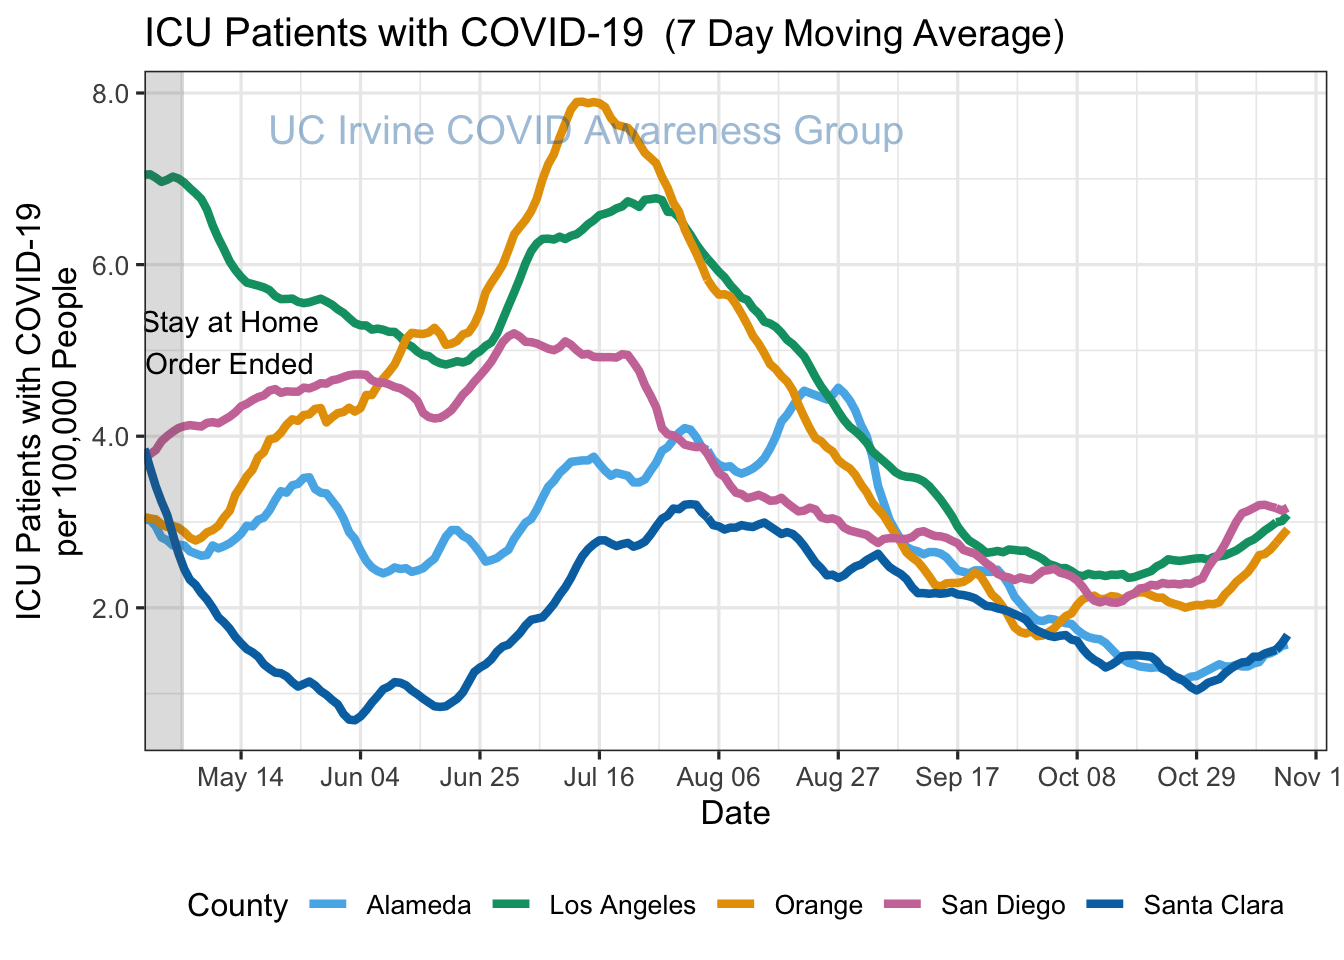 ICU Patients with COVID-19 (7 Day Moving Average)
UC Irvine COVID Awareness Group
ICU Patients with COVID-19
per 100,000 People
8.0
6.0
4.0
2.0
Stay at Home
Order Ended
May 14 Jun 04 Jun 25 Jul 16 Aug 06 Aug 27 Sep 17 Oct 08 Oct 29 Nov 1
Date
County Alameda Los Angeles Orange San Diego Santa Clara